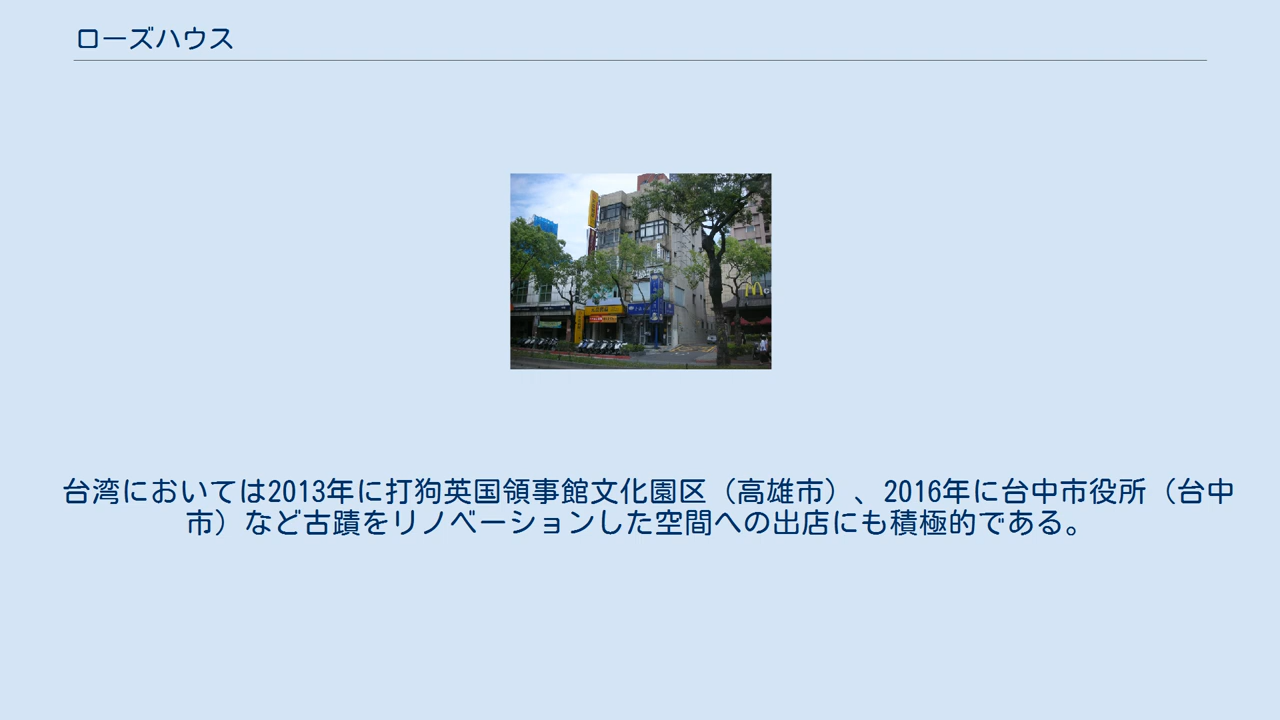 ローズハウス
台湾においては2013年に打狗英国領事館文化園区（高雄市）、2016年に台中市役所（台中
市）など古蹟をリノベーションした空間への出店にも積極的である。